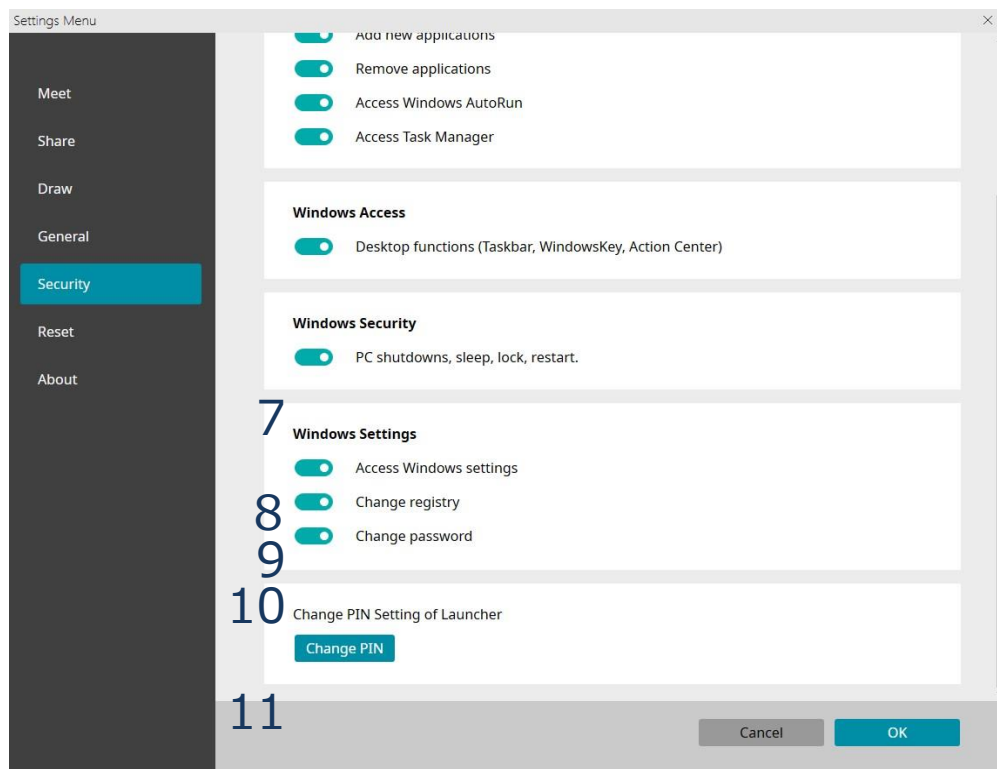 Settings Menu
Meet
Share
Draw
General
Security
Reset
About
Add new applications
Remove applications
Access Windows AutoRun
Access Task Manager
Windows Access
Desktop functions (Taskbar, WindowsKey, Action Center)
Windows Security
PC shutdowns, sleep, lock, restart.
7
Windows Settings
Access Windows settings
8 Change registry
Change password
9
10 Change PIN Setting of Launcher
Change PIN
11
Cancel OK